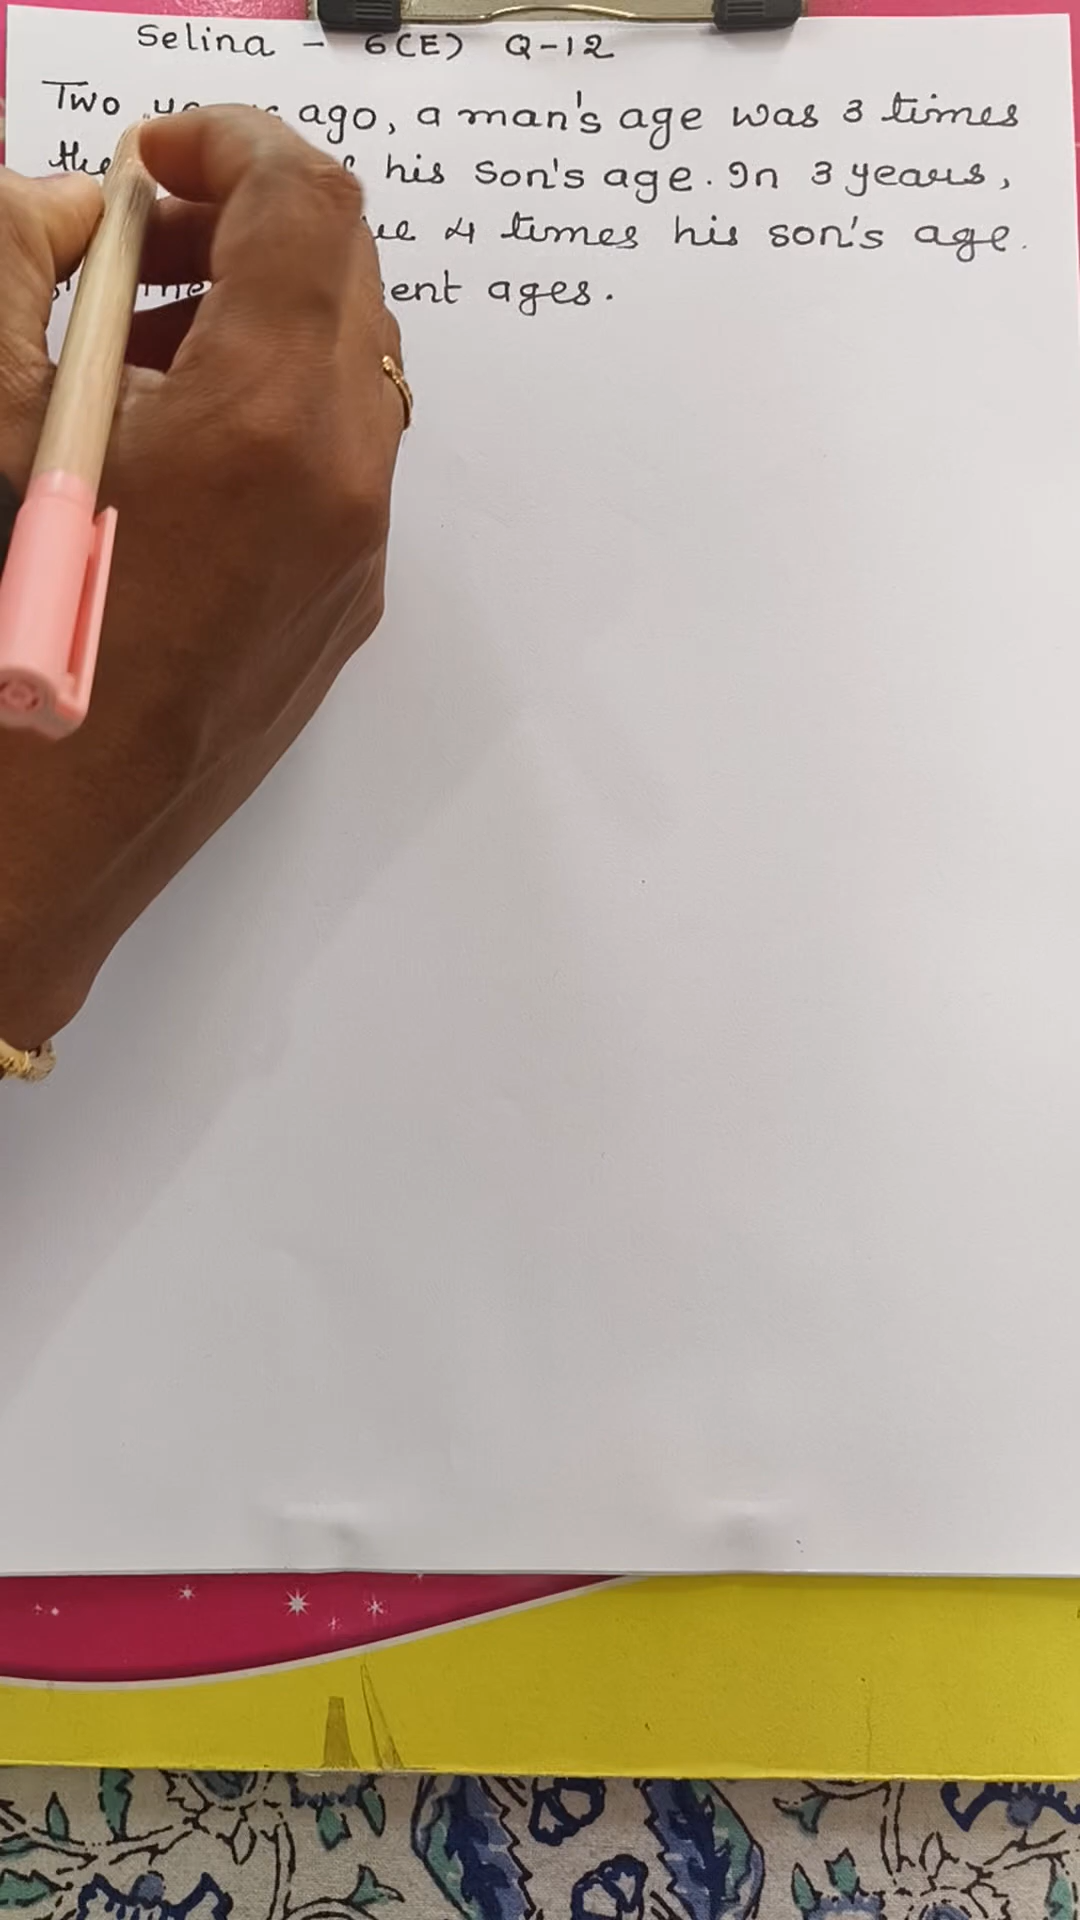 Selina - 6(E) Q-12
Two ago, a man's age was 3 times
the his son's age. In 3 years,
4 times his son's age.
ages.